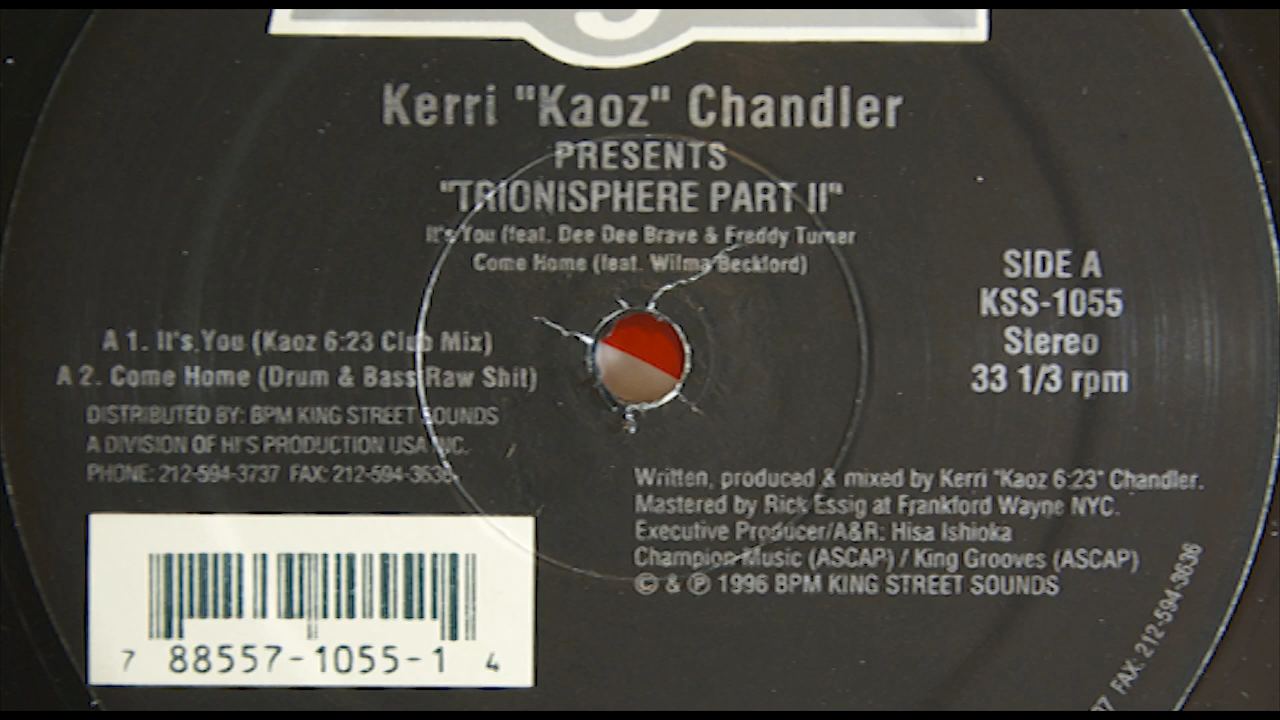 Kerri "Kaoz" Chandler
PRESENTS
"TRIONISPHERE PART II"
It's You (feat. Dee Dee Brave & Freddy Turner
Come Home (feat. Wilma Beckford)
SIDE A
KSS-1055
Stereo
33 1/3 rpm
A 1. It's You (Kaoz 6:23 Club Mix)
A 2. Come Home (Drum & Bass Raw Shit)
DISTRIBUTED BY: BPM KING STREET SOUNDS
A DIVISION OF HI'S PRODUCTION USA INC.
PHONE: 212-594-3737 FAX: 212-594-3636
Written, produced & mixed by Kerri "Kaoz 6:23" Chandler.
Mastered by Rick Essig at Frankford Wayne NYC.
Executive Producer/A&R: Hisa Ishioka
Champion Music (ASCAP) / King Grooves (ASCAP)
© & ℗ 1996 BPM KING STREET SOUNDS
7 88557-1055-1 4
37 FAX: 212-594-3636